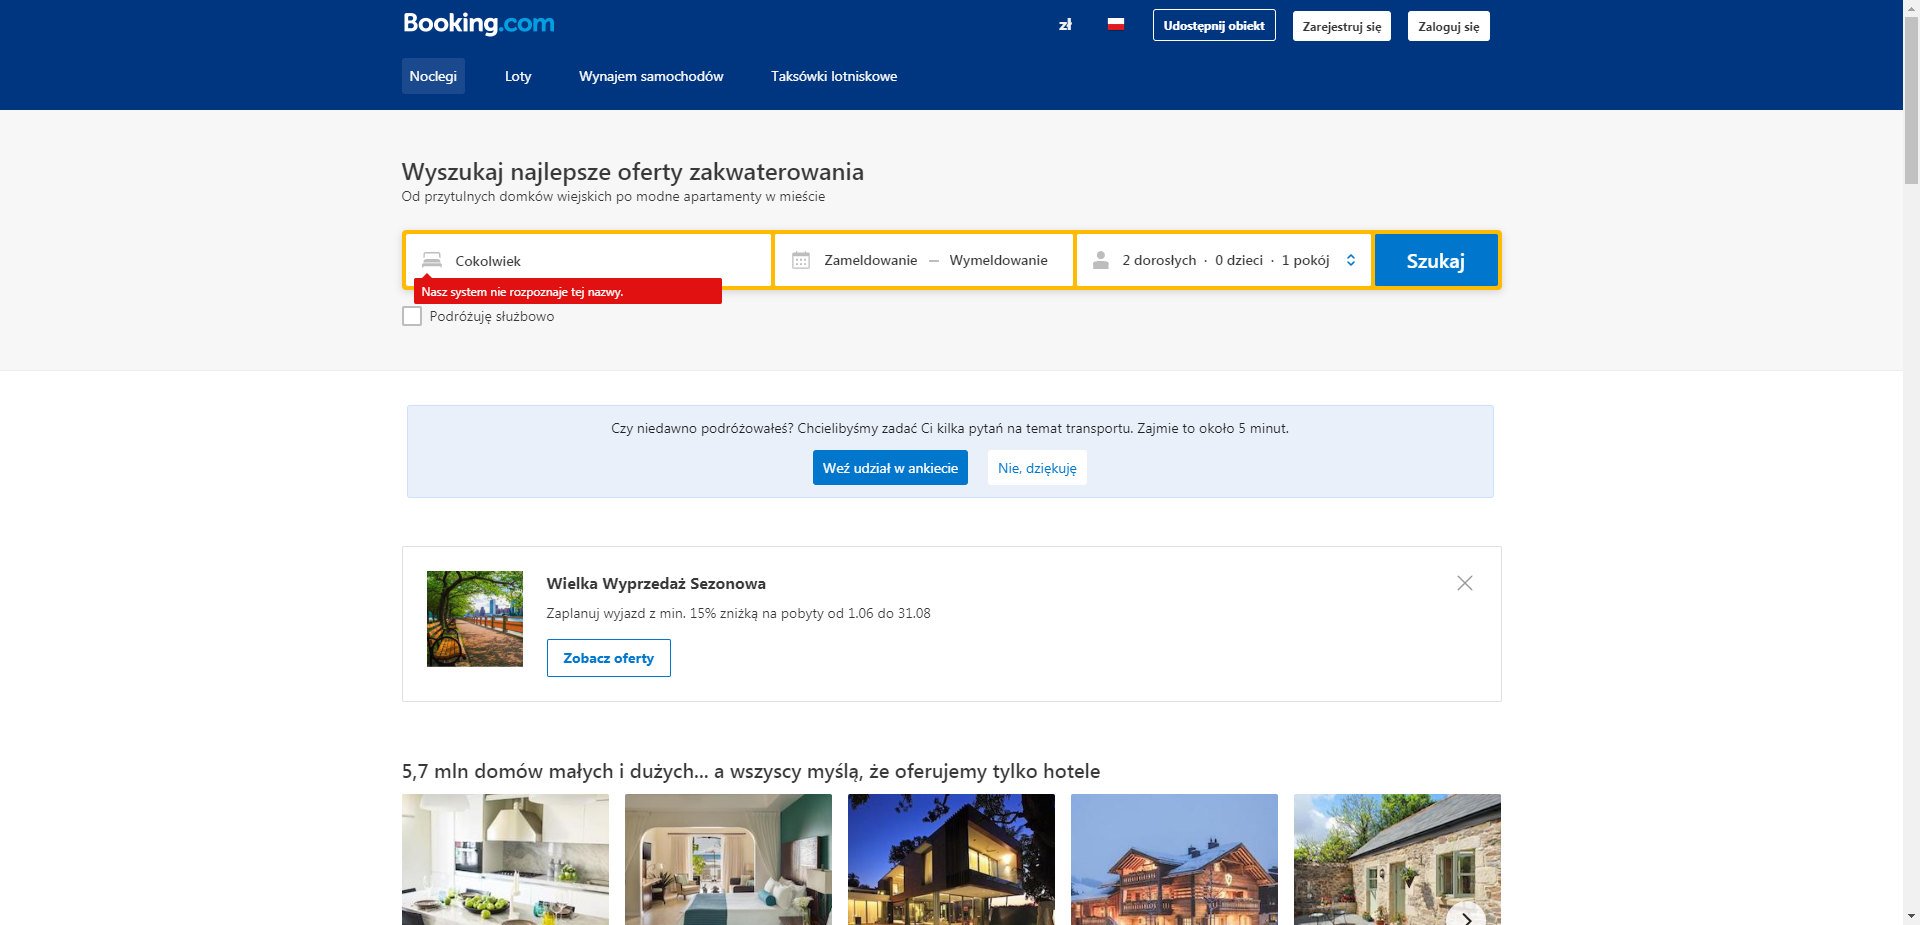 Booking.com
zł
Udostępnij obiekt
Zarejestruj się
Zaloguj się
Noclegi
Loty
Wynajem samochodów
Taksówki lotniskowe
Wyszukaj najlepsze oferty zakwaterowania
Od przytulnych domków wiejskich po modne apartamenty w mieście
Cokolwiek
Zameldowanie — Wymeldowanie
2 dorosłych · 0 dzieci · 1 pokój
Szukaj
Nasz system nie rozpoznaje tej nazwy.
Podróżuję służbowo
Czy niedawno podróżowałeś? Chcielibyśmy zadać Ci kilka pytań na temat transportu. Zajmie to około 5 minut.
Weź udział w ankiecie
Nie, dziękuję
Wielka Wyprzedaż Sezonowa
Zaplanuj wyjazd z min. 15% zniżką na pobyty od 1.06 do 31.08
Zobacz oferty
5,7 mln domów małych i dużych... a wszyscy myślą, że oferujemy tylko hotele